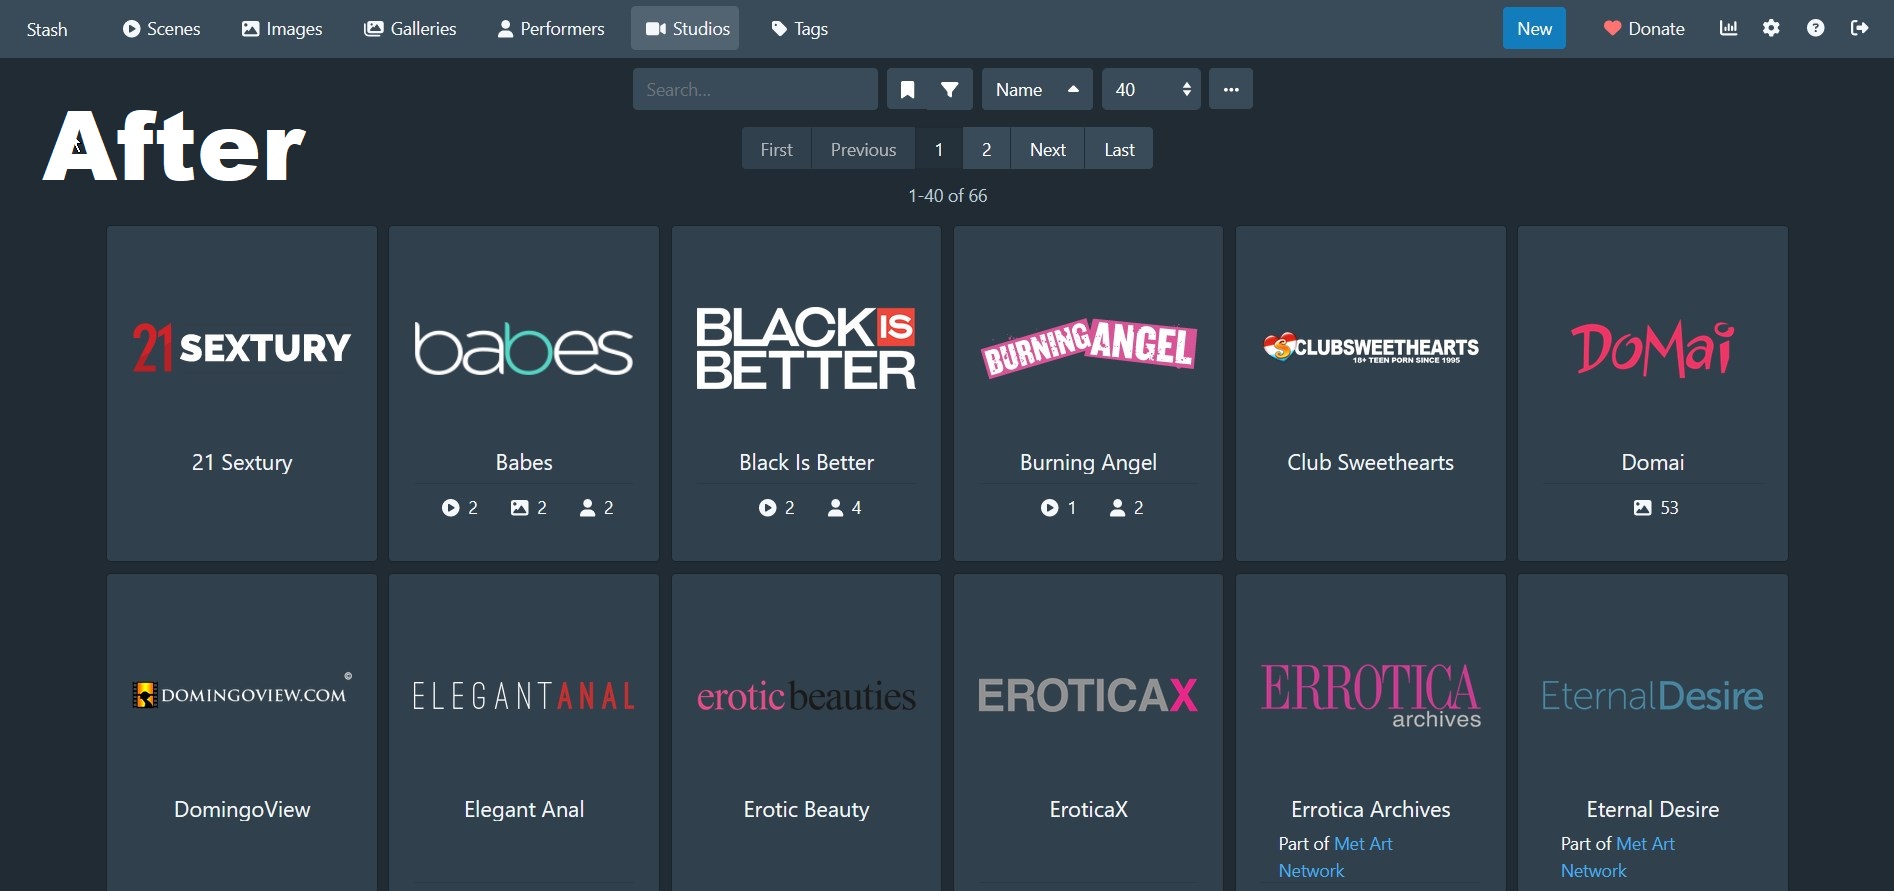 Stash Scenes Images Galleries Performers Studios Tags New Donate
Search... Name 40
After
First Previous 1 2 Next Last
1-40 of 66
21 SEXTURY
babes
BLACK IS
BETTER
BURNING ANGEL
CLUBSWEETHEARTS
18+ TEEN PORN SINCE 1995
DOMAi
21 Sextury
Babes
Black Is Better
Burning Angel
Club Sweethearts
Domai
2 2 2
2 4
1 2
53
DOMINGOVIEW.COM ©
ELEGANTANAL
eroticbeauties
EROTICAX
ERROTICA
archives
EternalDesire
DomingoView
Elegant Anal
Erotic Beauty
EroticaX
Errotica Archives
Part of Met Art
Network
Eternal Desire
Part of Met Art
Network